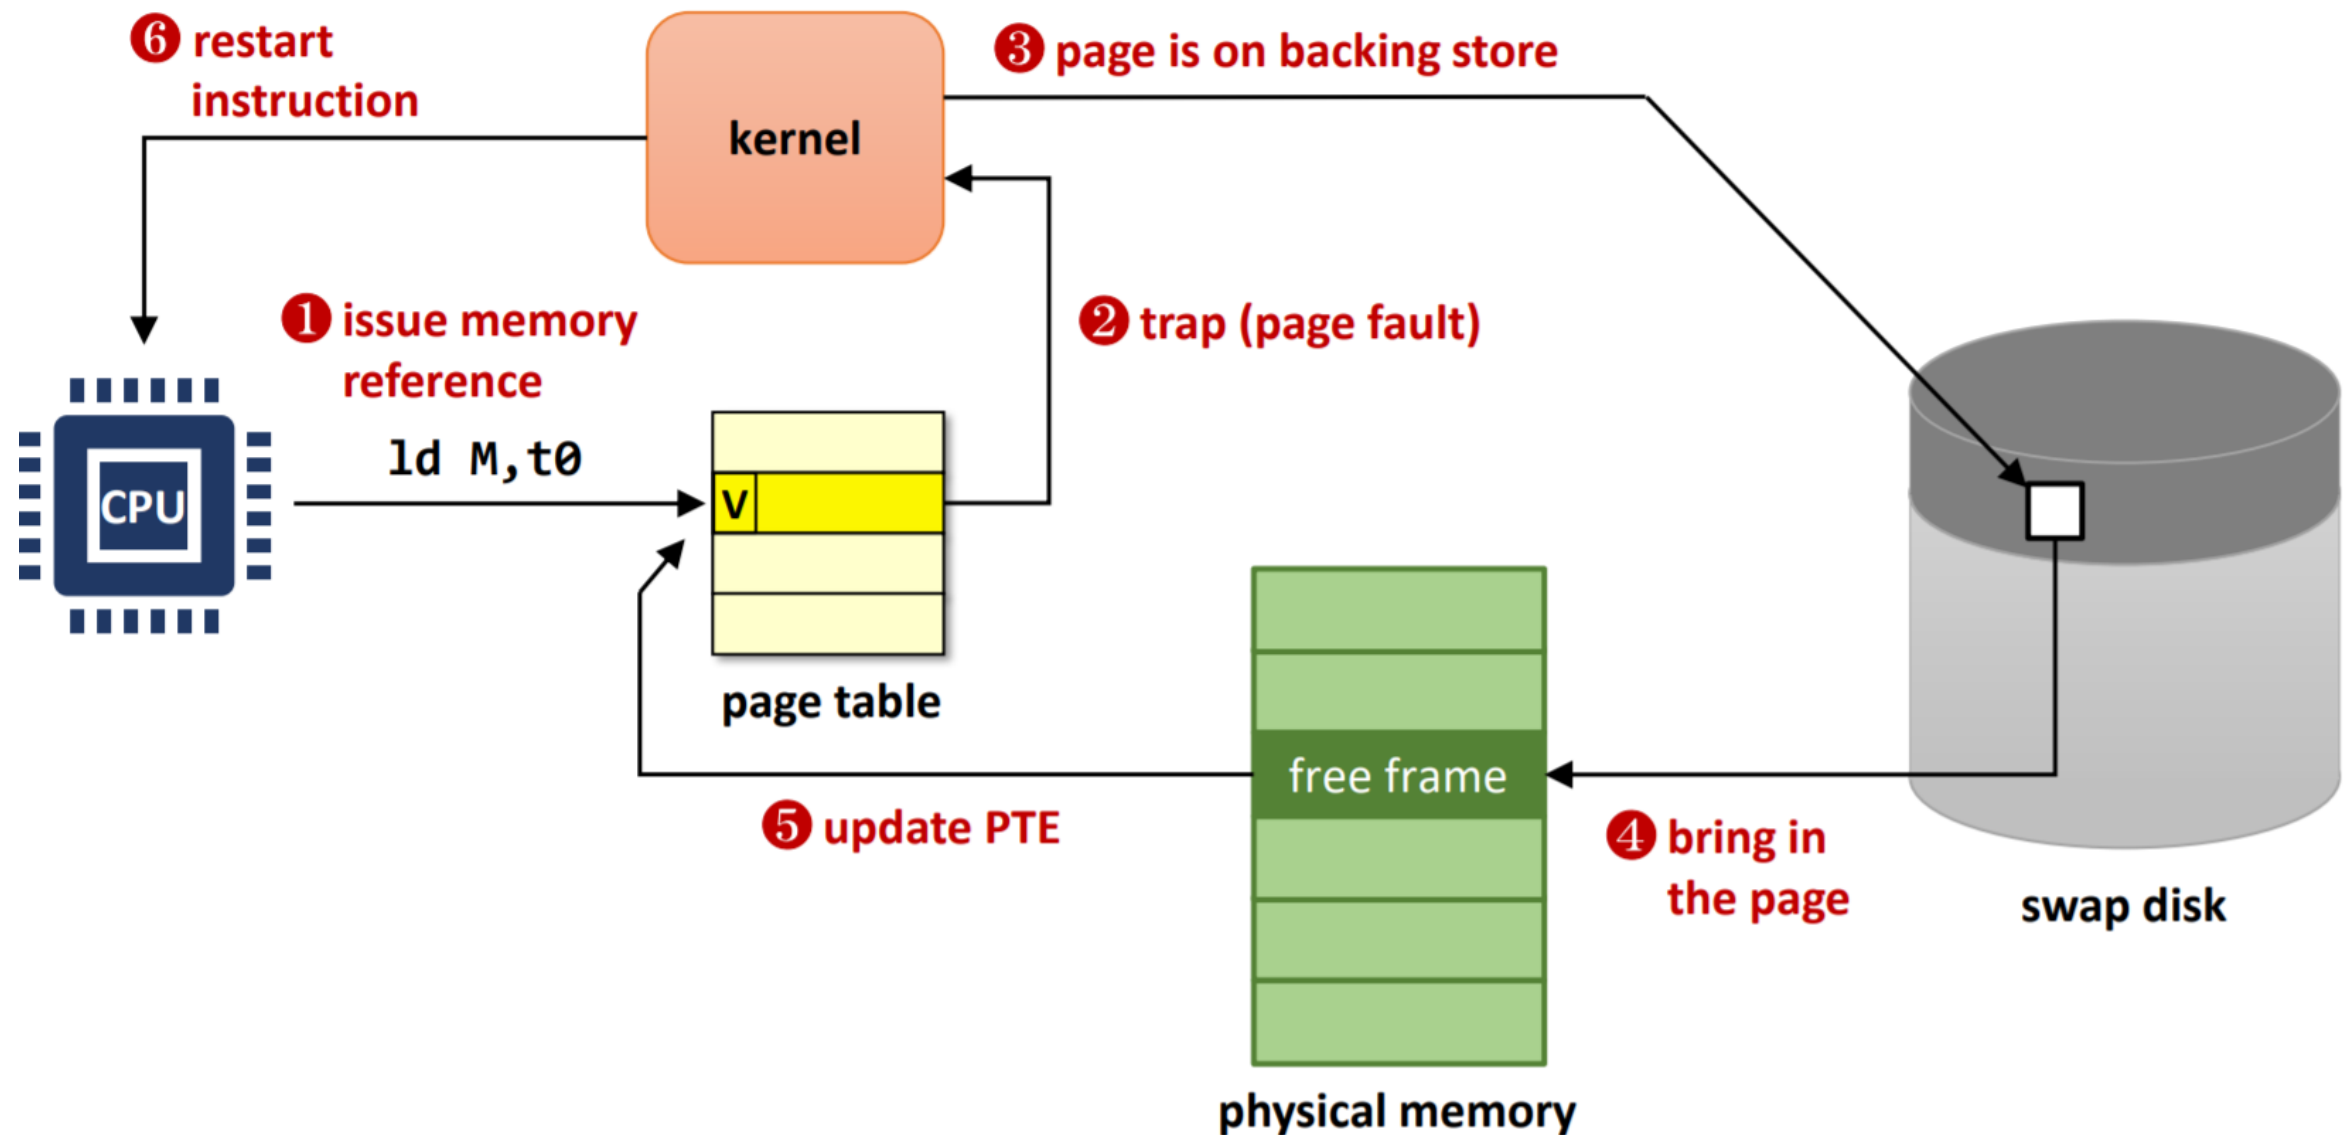 ❻ restart
instruction
kernel
❸ page is on backing store
❶ issue memory
reference
ld M,t0
❷ trap (page fault)
CPU
V
page table
free frame
❺ update PTE
❹ bring in
the page
swap disk
physical memory